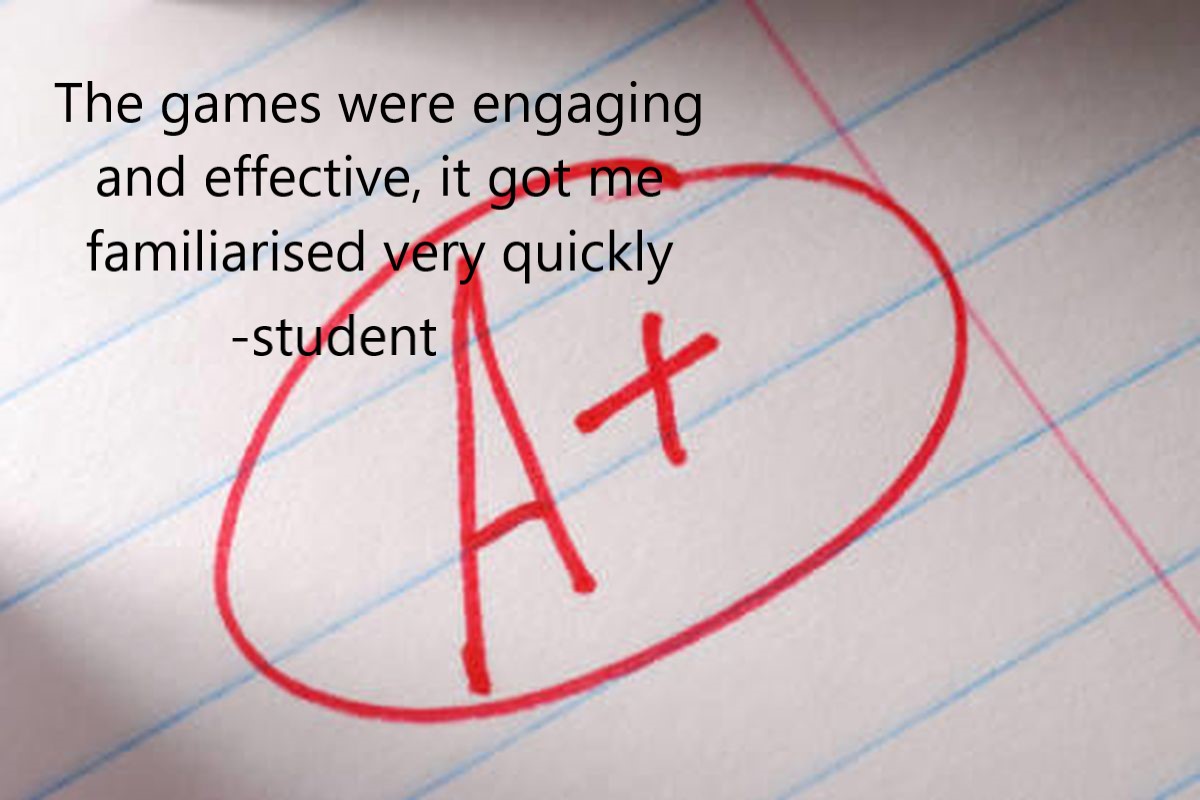 The games were engaging
and effective, it got me
familiarised very quickly
-student
A+